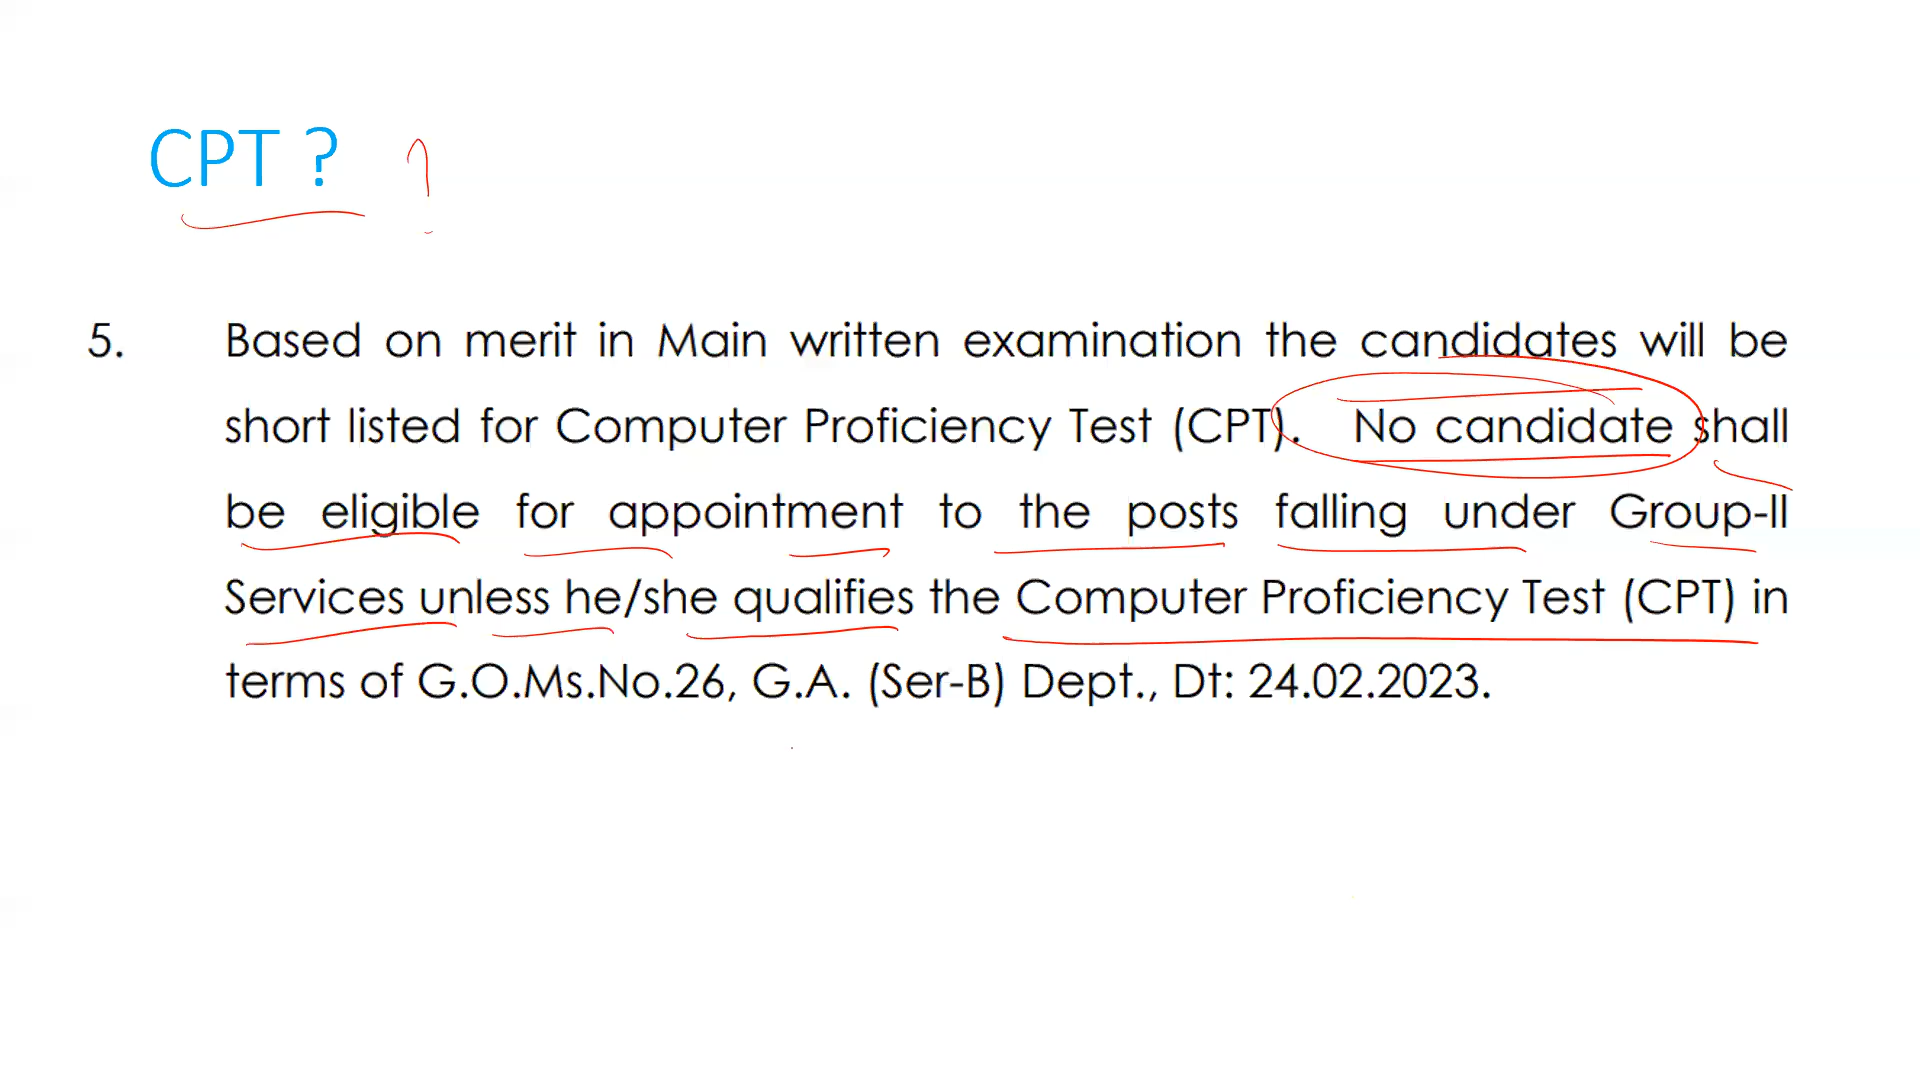 CPT ?
5. Based on merit in Main written examination the candidates will be
short listed for Computer Proficiency Test (CPT). No candidate shall
be eligible for appointment to the posts falling under Group-II
Services unless he/she qualifies the Computer Proficiency Test (CPT) in
terms of G.O.Ms.No.26, G.A. (Ser-B) Dept., Dt: 24.02.2023.